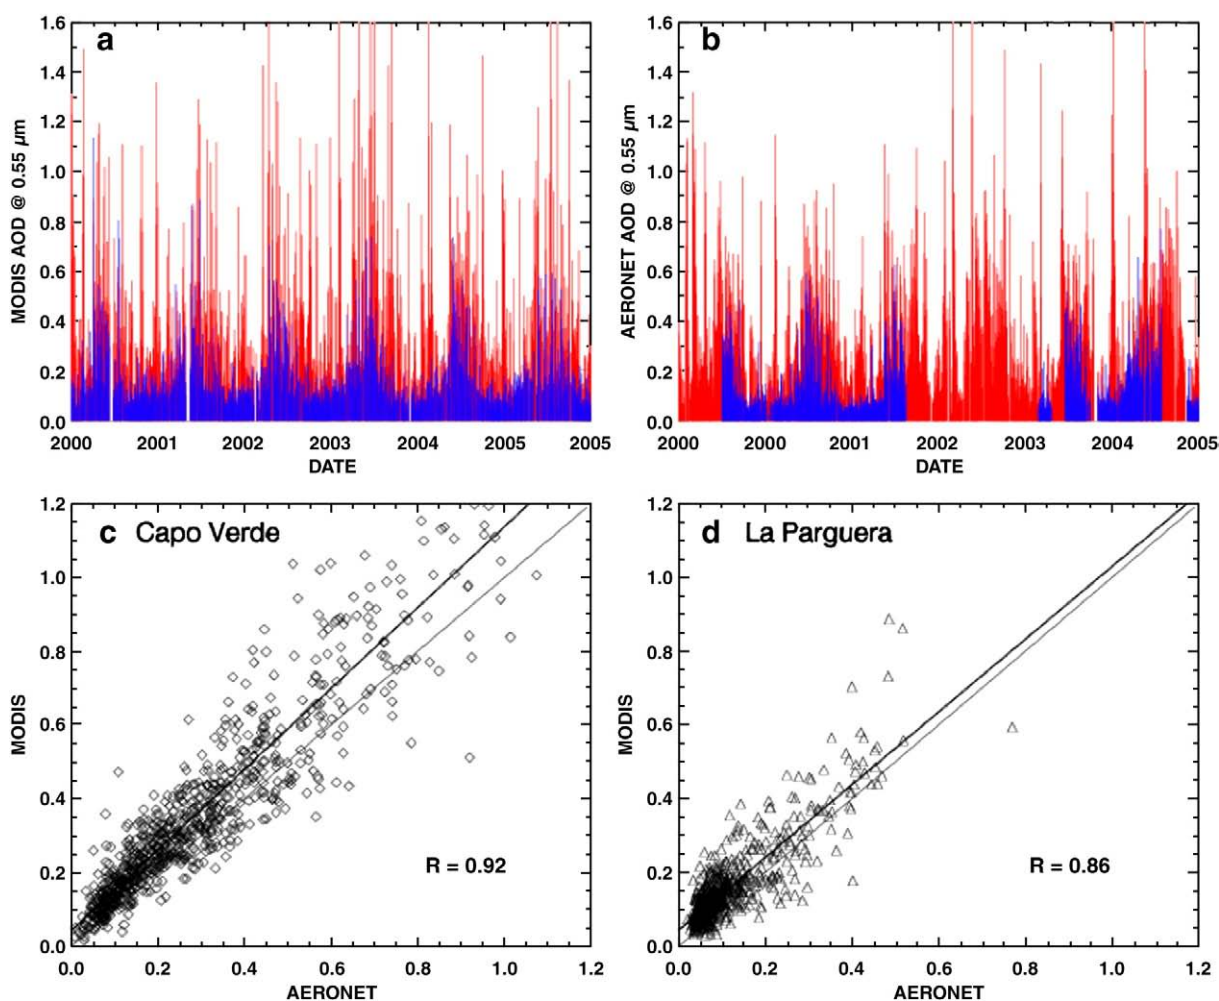 a
MODIS AOD @ 0.55 μm
1.6
1.4
1.2
1.0
0.8
0.6
0.4
0.2
0.0
2000 2001 2002 2003 2004 2005 2005
DATE
b
AERONET AOD @ 0.55 μm
1.6
1.4
1.2
1.0
0.8
0.6
0.4
0.2
0.0
2000 2000 2001 2002 2003 2004 2005
DATE
c Capo Verde
MODIS
1.2
1.0
0.8
0.6
0.4
0.2
0.0
R = 0.92
0.0 0.2 0.4 0.6 0.8 1.0 1.2
AERONET
d La Parguera
MODIS
1.2
1.0
0.8
0.6
0.4
0.2
0.0
R = 0.86
0.0 0.2 0.4 0.6 0.8 1.0 1.2
AERONET